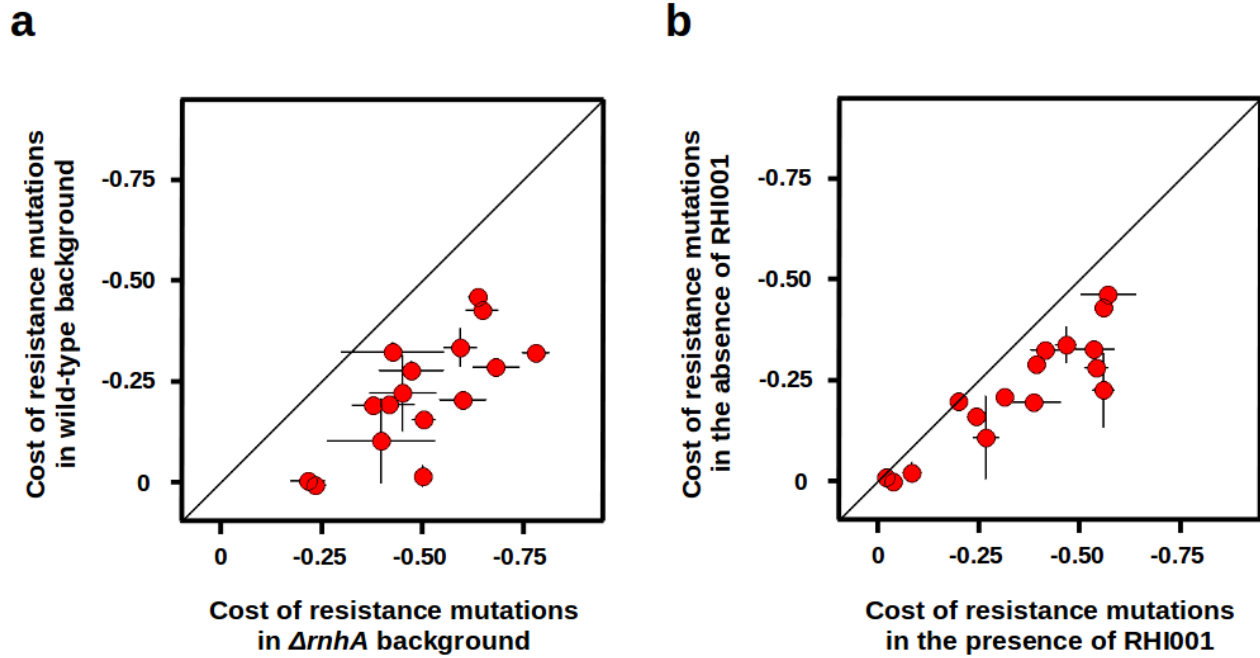 a
Cost of resistance mutations
in wild-type background
-0.75
-0.50
-0.25
0
0
-0.25
-0.50
-0.75
Cost of resistance mutations
in ΔrnhA background
b
Cost of resistance mutations
in the absence of RHI001
-0.75
-0.50
-0.25
0
0
-0.25
-0.50
-0.75
Cost of resistance mutations
in the presence of RHI001